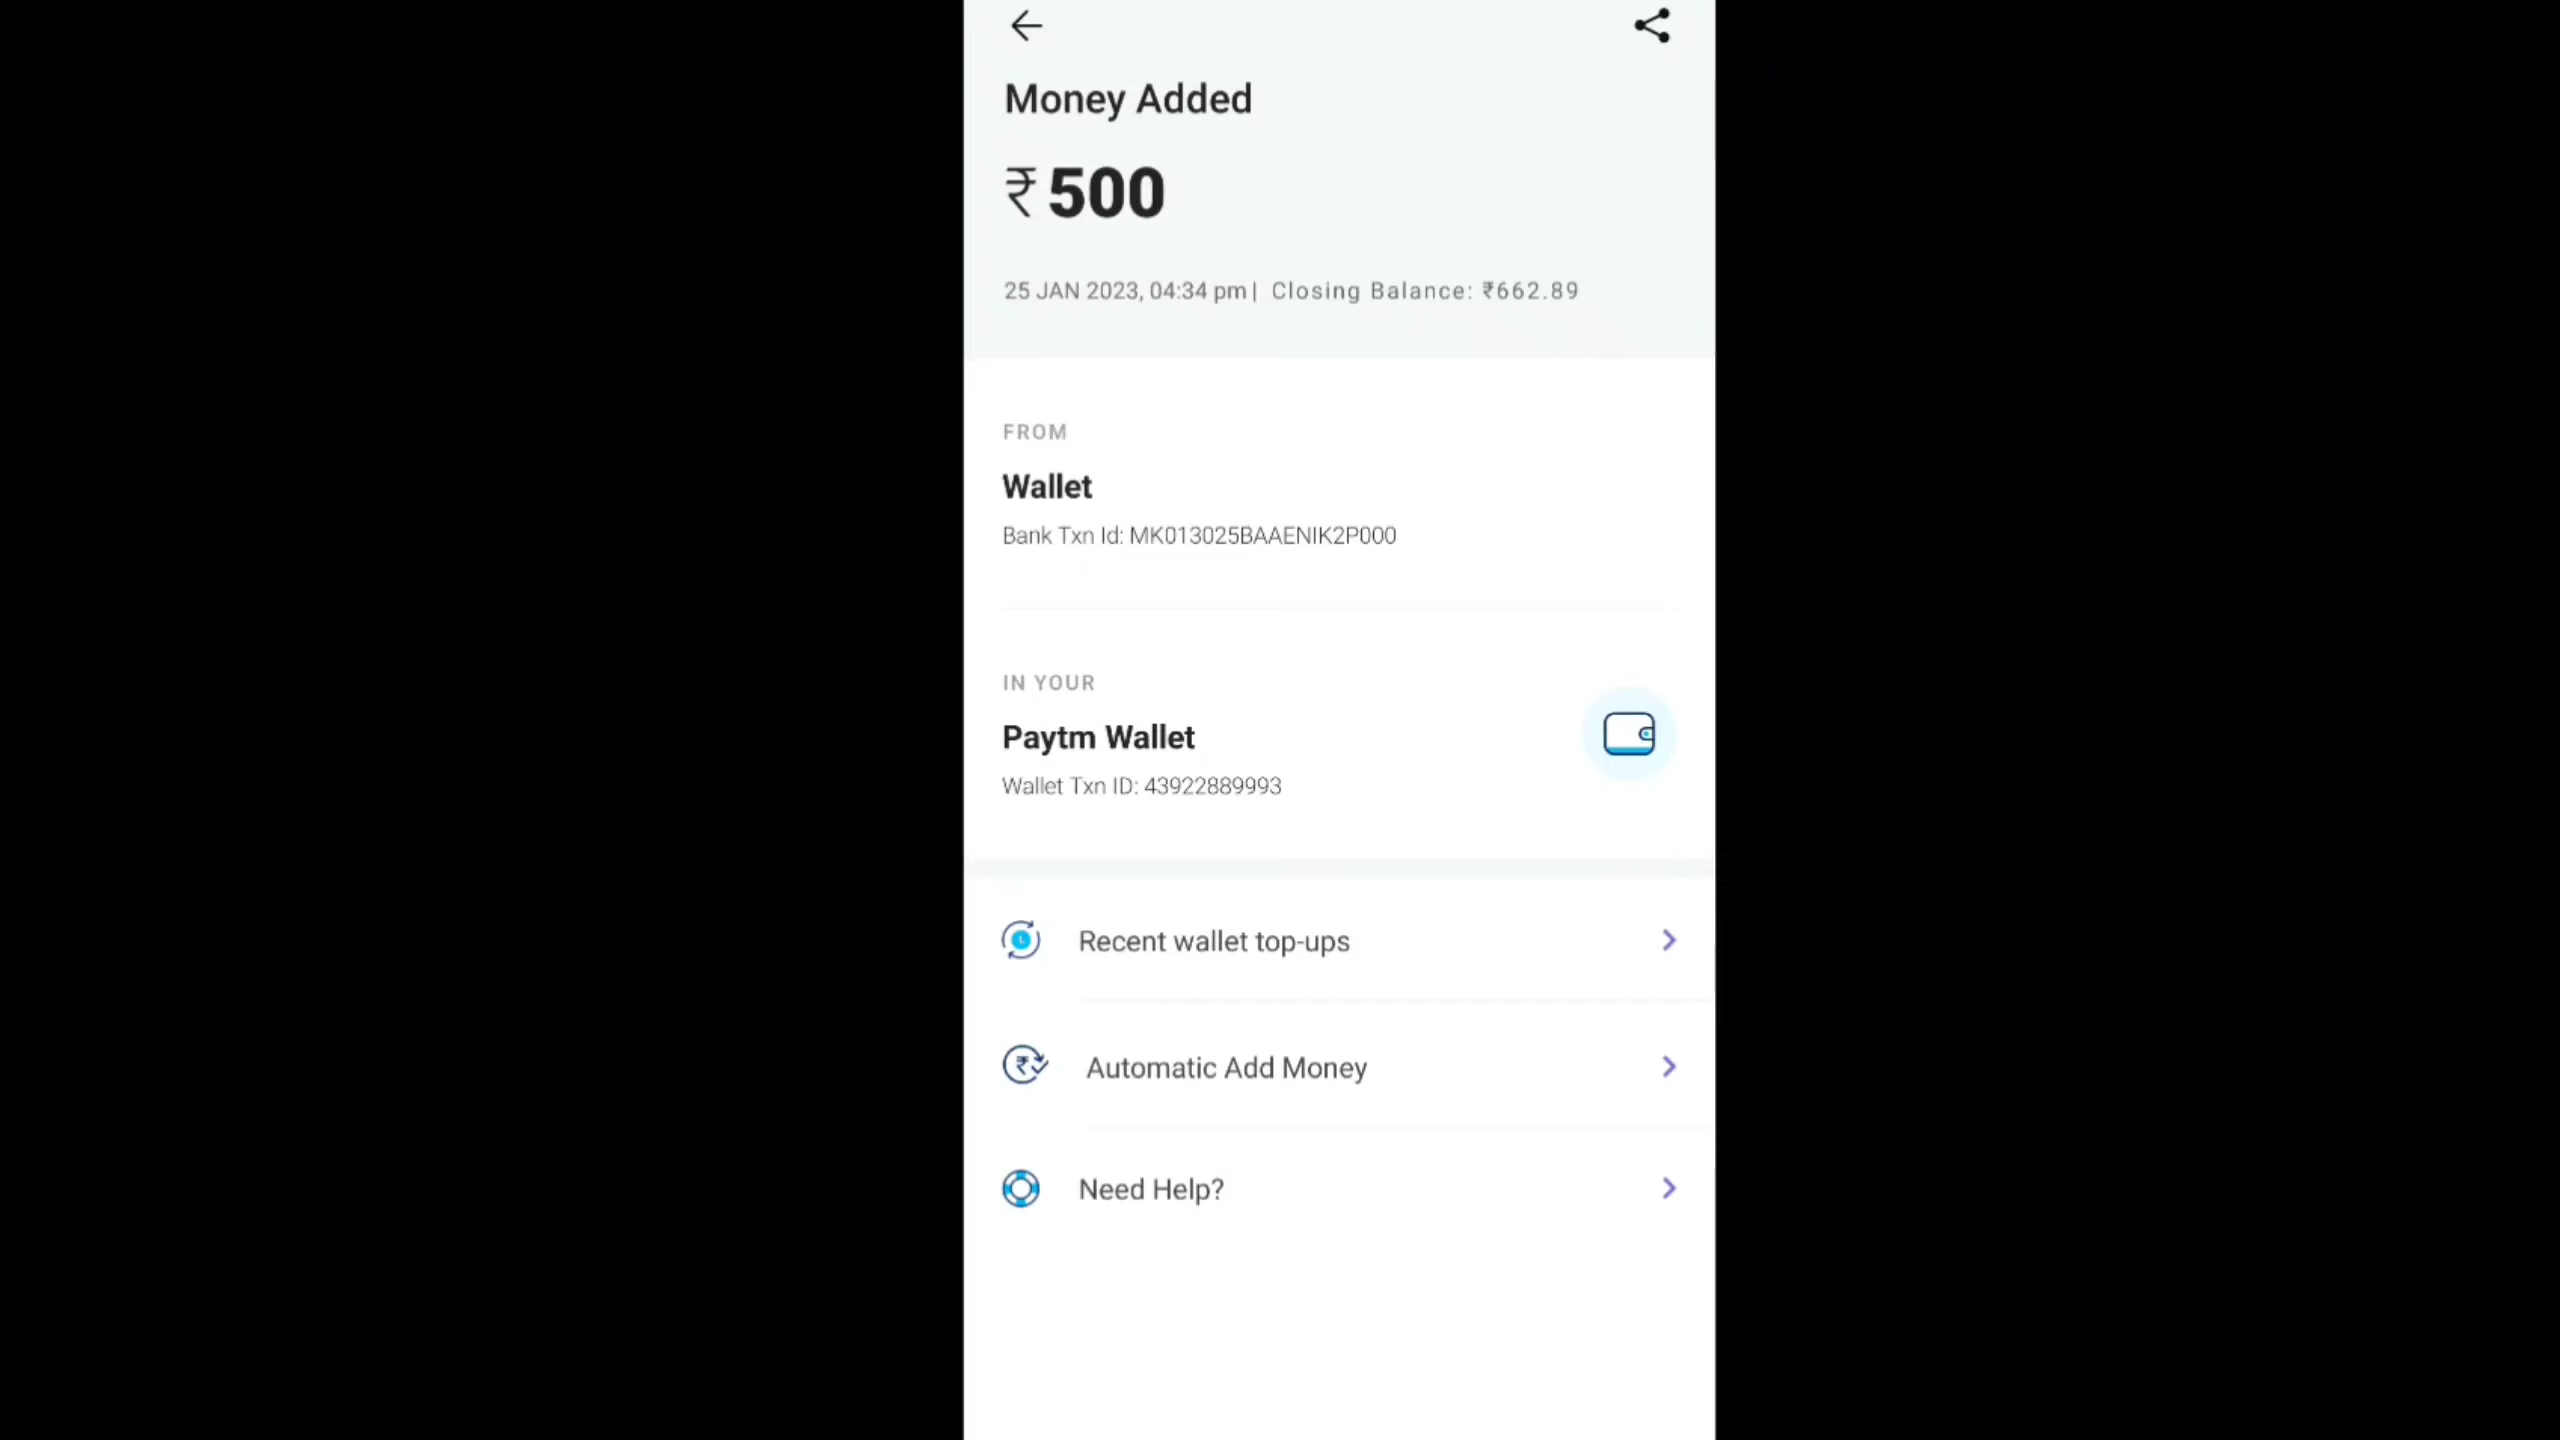 Money Added
₹500
25 JAN 2023, 04:34 pm | Closing Balance: ₹662.89
FROM
Wallet
Bank Txn Id: MK013025BAAENIK2P000
IN YOUR
Paytm Wallet
Wallet Txn ID: 43922889993
Recent wallet top-ups
Automatic Add Money
Need Help?